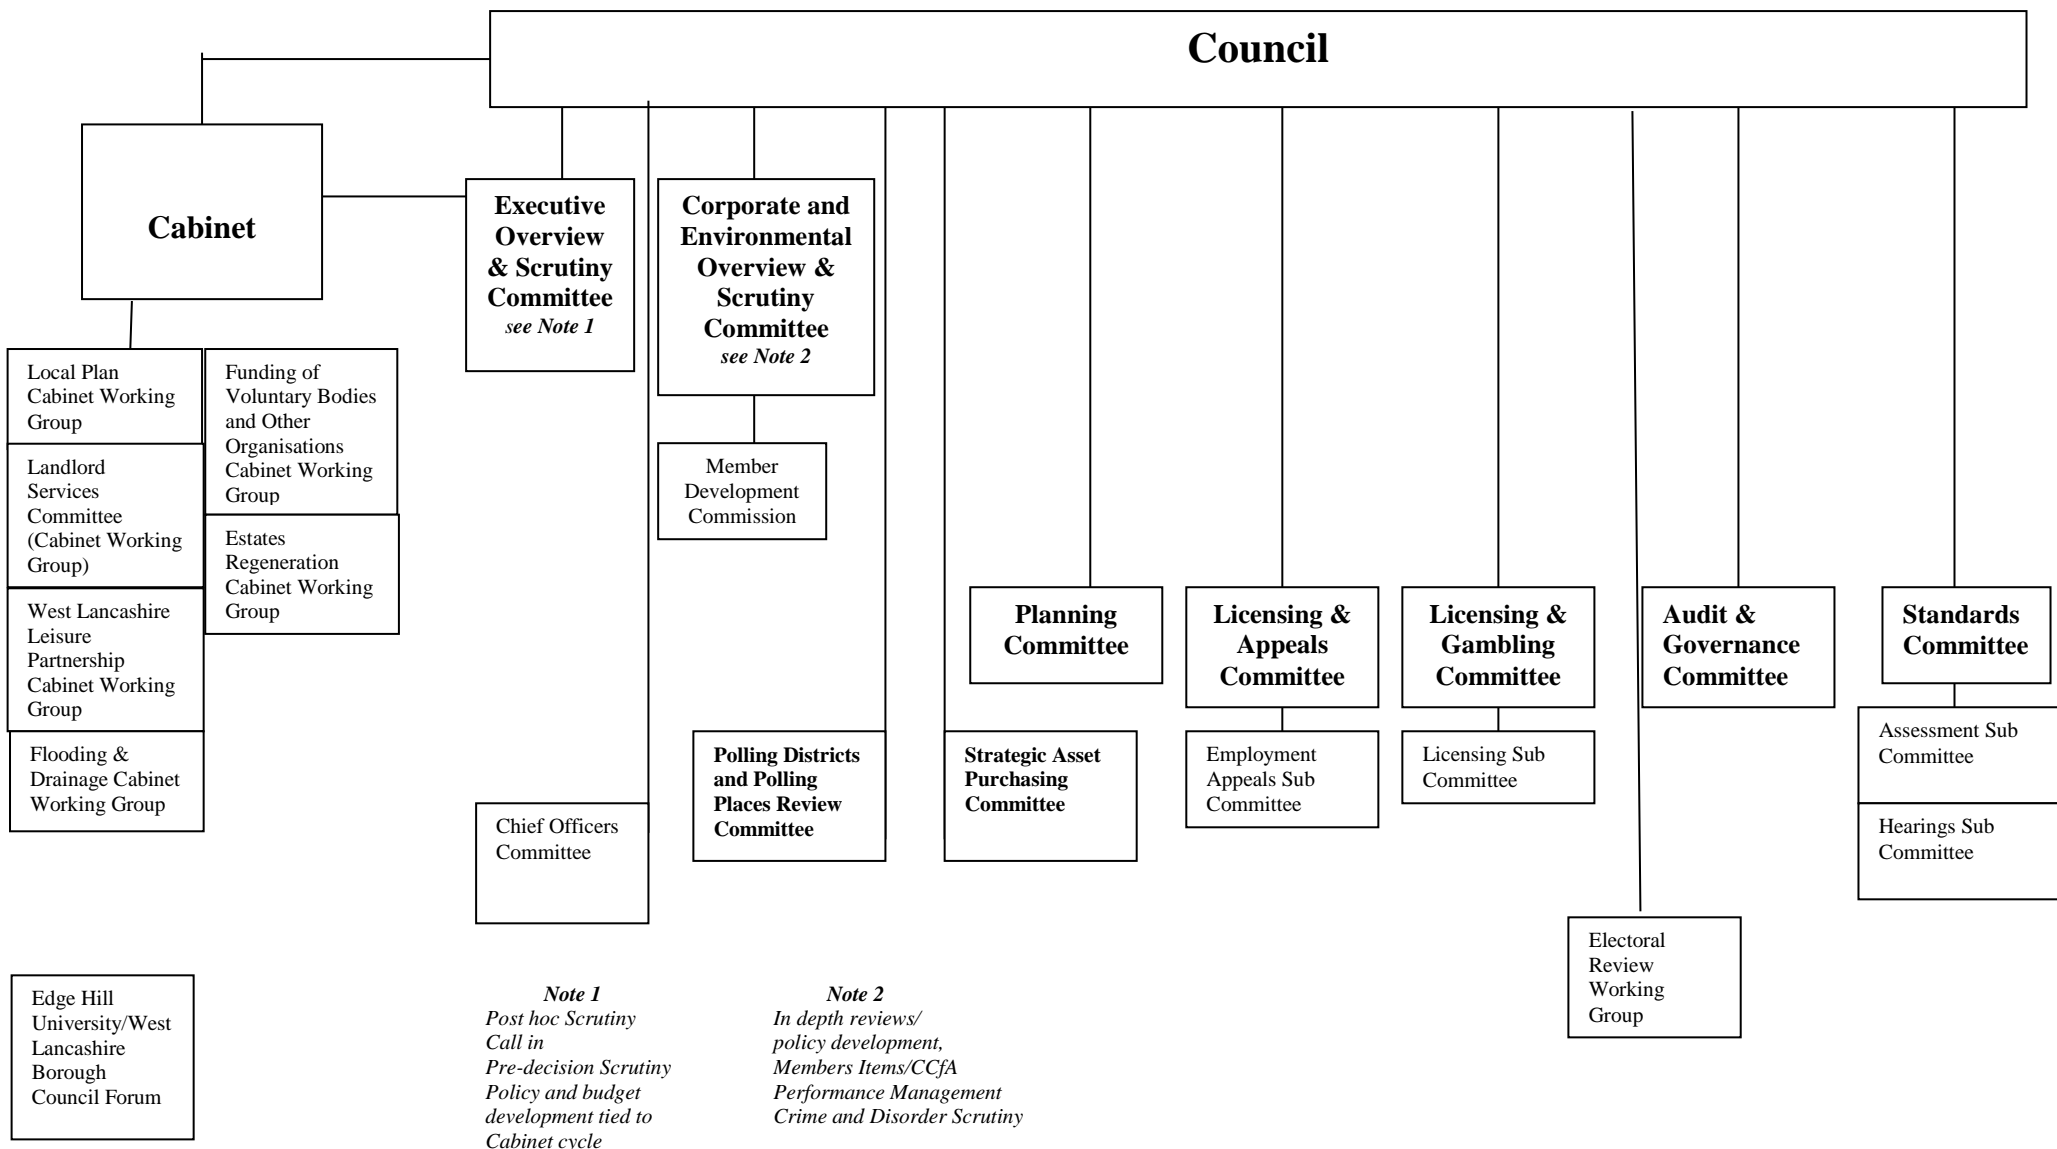 Council
Cabinet
Executive
Overview
& Scrutiny
Committee
see Note 1
Corporate and
Environmental
Overview &
Scrutiny
Committee
see Note 2
Local Plan
Cabinet Working
Group
Funding of
Voluntary Bodies
and Other
Organisations
Cabinet Working
Group
Landlord
Services
Committee
(Cabinet Working
Group)
Estates
Regeneration
Cabinet Working
Group
West Lancashire
Leisure
Partnership
Cabinet Working
Group
Flooding &
Drainage Cabinet
Working Group
Member
Development
Commission
Planning
Committee
Licensing &
Appeals
Committee
Licensing &
Gambling
Committee
Audit &
Governance
Committee
Standards
Committee
Chief Officers
Committee
Polling Districts
and Polling
Places Review
Committee
Strategic Asset
Purchasing
Committee
Employment
Appeals Sub
Committee
Licensing Sub
Committee
Assessment Sub
Committee
Hearings Sub
Committee
Electoral
Review
Working
Group
Edge Hill
University/West
Lancashire
Borough
Council Forum
Note 1
Post hoc Scrutiny
Call in
Pre-decision Scrutiny
Policy and budget
development tied to
Cabinet cycle
Note 2
In depth reviews/
policy development,
Members Items/CCfA
Performance Management
Crime and Disorder Scrutiny